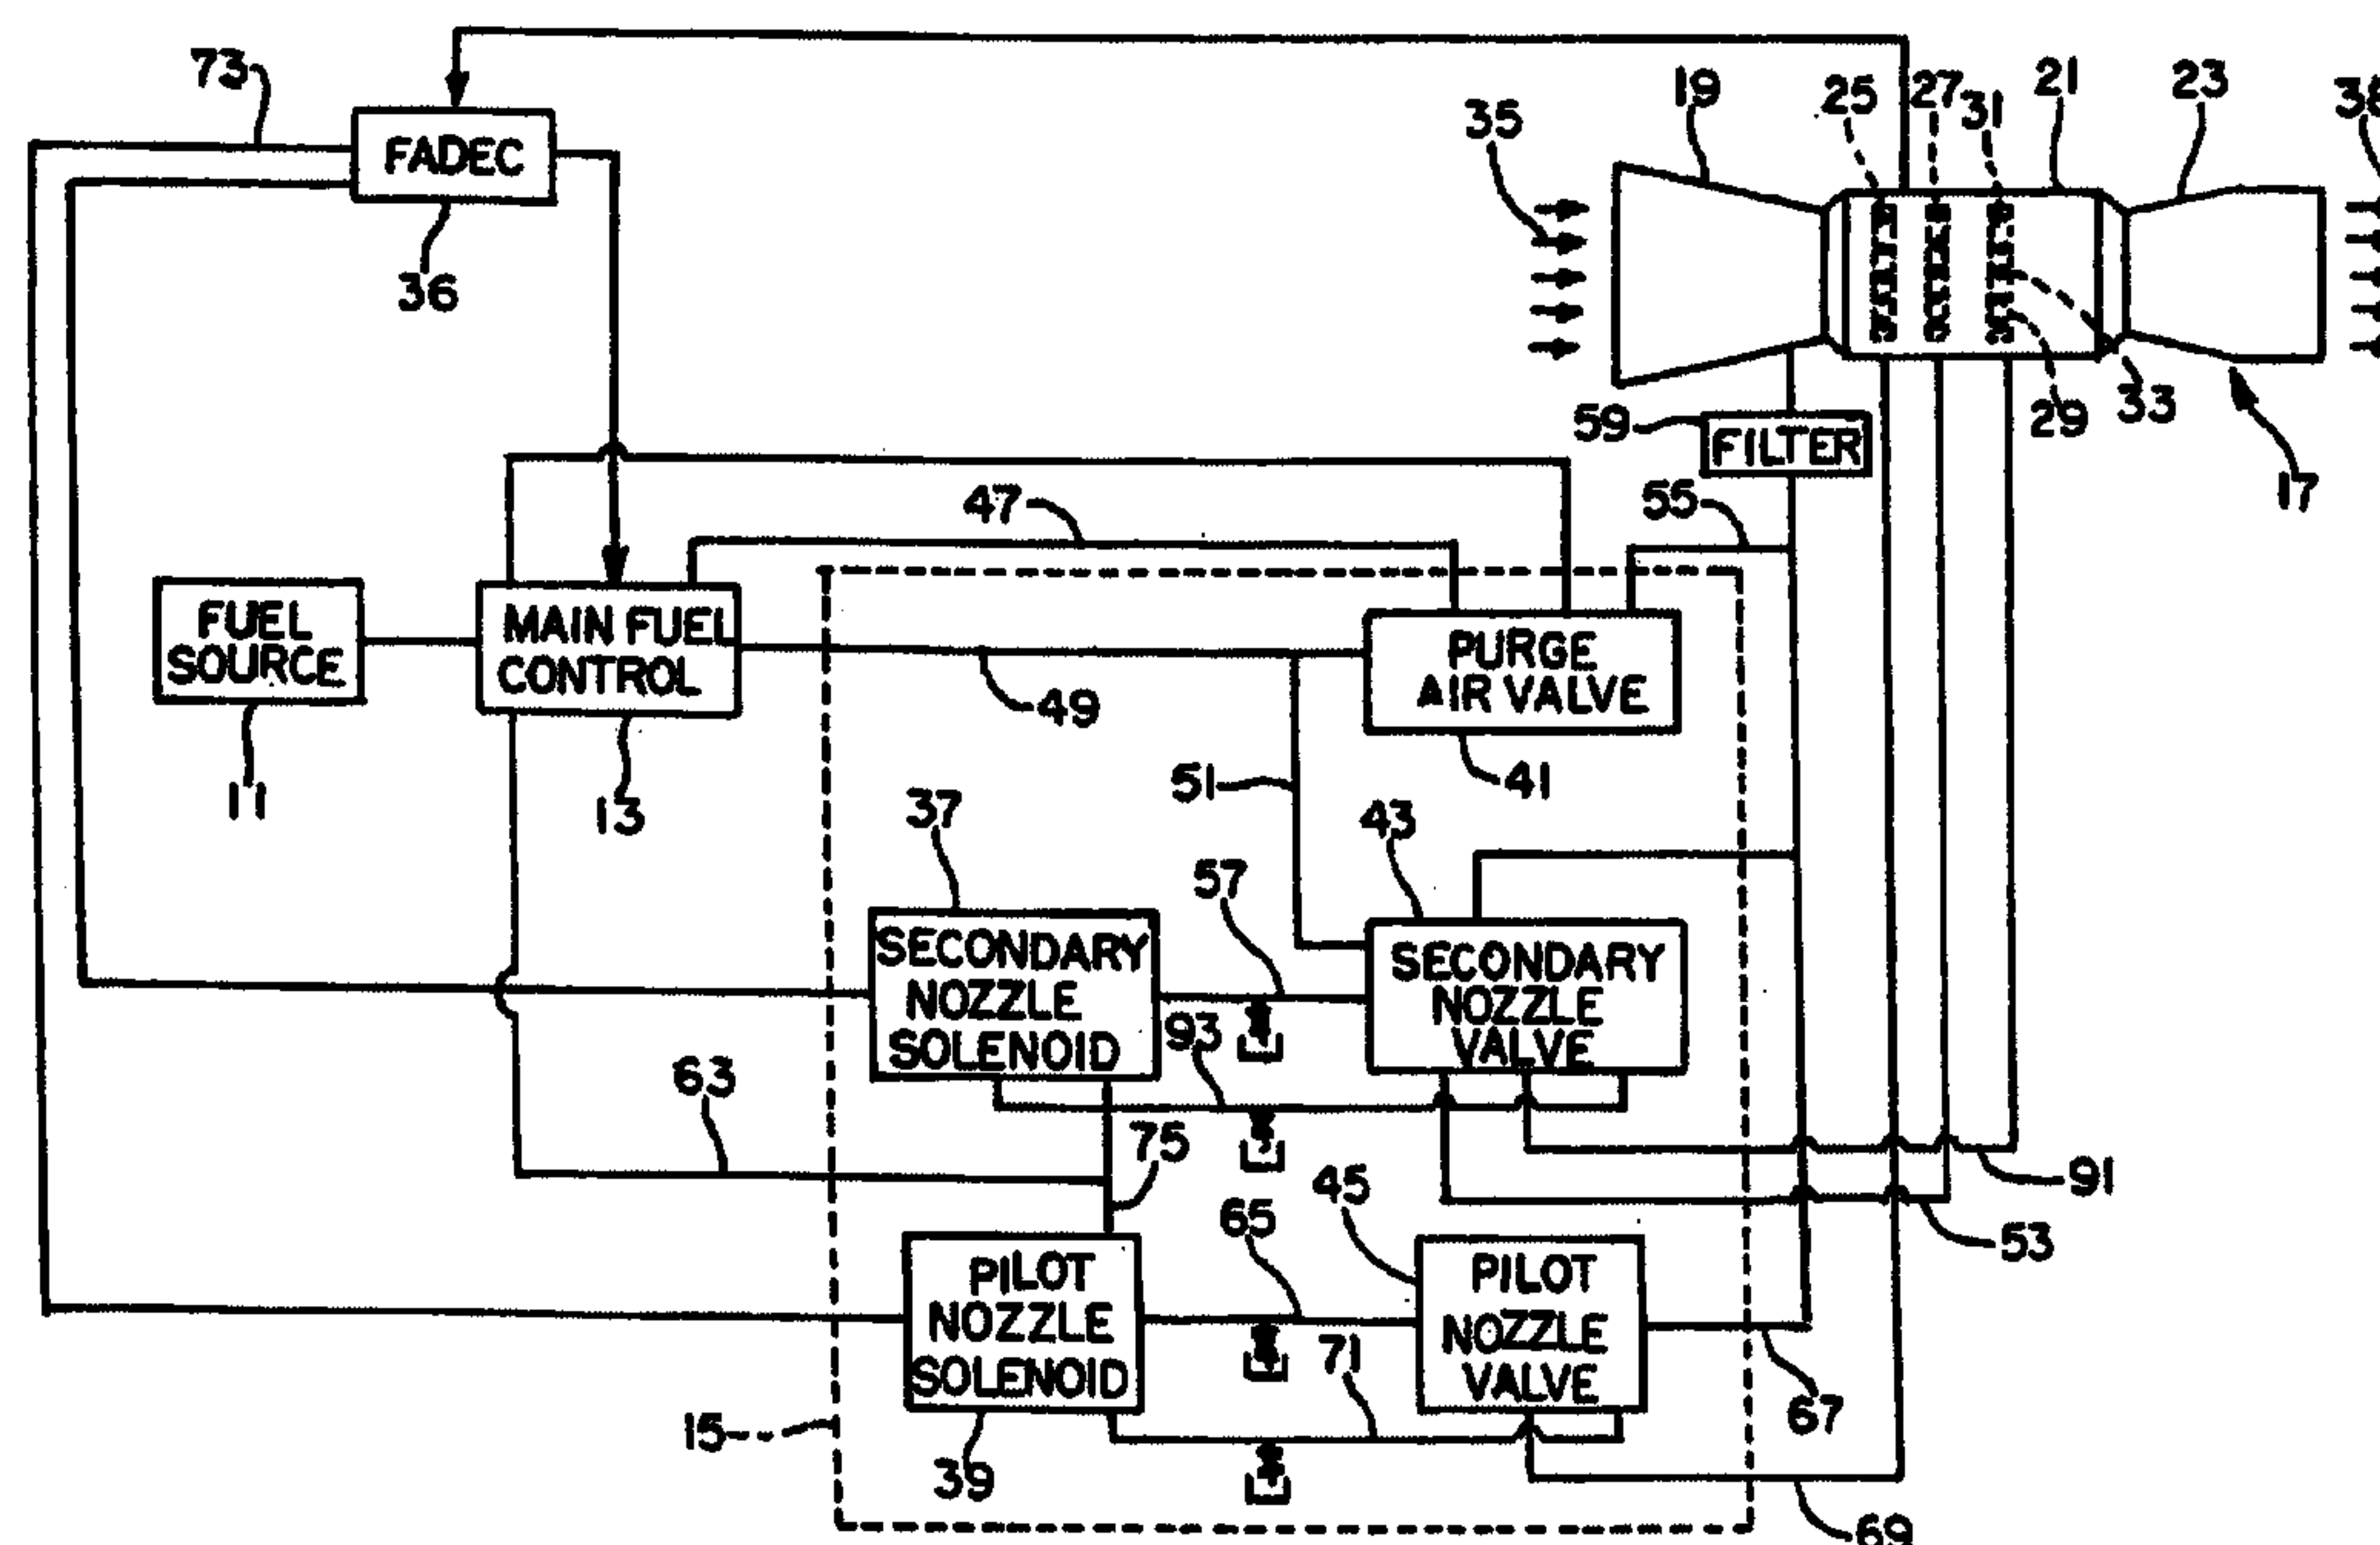 73
FADEC
36
35
19
25
27
31
21
23
29
33
17
59
FILTER
55
47
FUEL
SOURCE
11
MAIN FUEL
CONTROL
13
49
PURGE
AIR VALVE
41
51
37
57
43
SECONDARY
NOZZLE
SOLENOID
93
SECONDARY
NOZZLE
VALVE
63
75
91
53
65
45
PILOT
NOZZLE
SOLENOID
39
71
PILOT
NOZZLE
VALVE
67
15
69